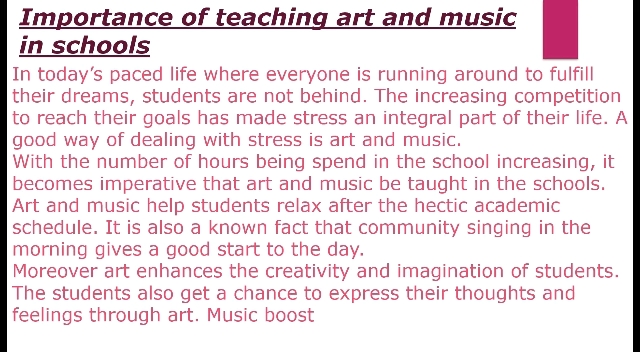 Importance of teaching art and music
in schools
In today's paced life where everyone is running around to fulfill
their dreams, students are not behind. The increasing competition
to reach their goals has made stress an integral part of their life. A
good way of dealing with stress is art and music.
With the number of hours being spend in the school increasing, it
becomes imperative that art and music be taught in the schools.
Art and music help students relax after the hectic academic
schedule. It is also a known fact that community singing in the
morning gives a good start to the day.
Moreover art enhances the creativity and imagination of students.
The students also get a chance to express their thoughts and
feelings through art. Music boost